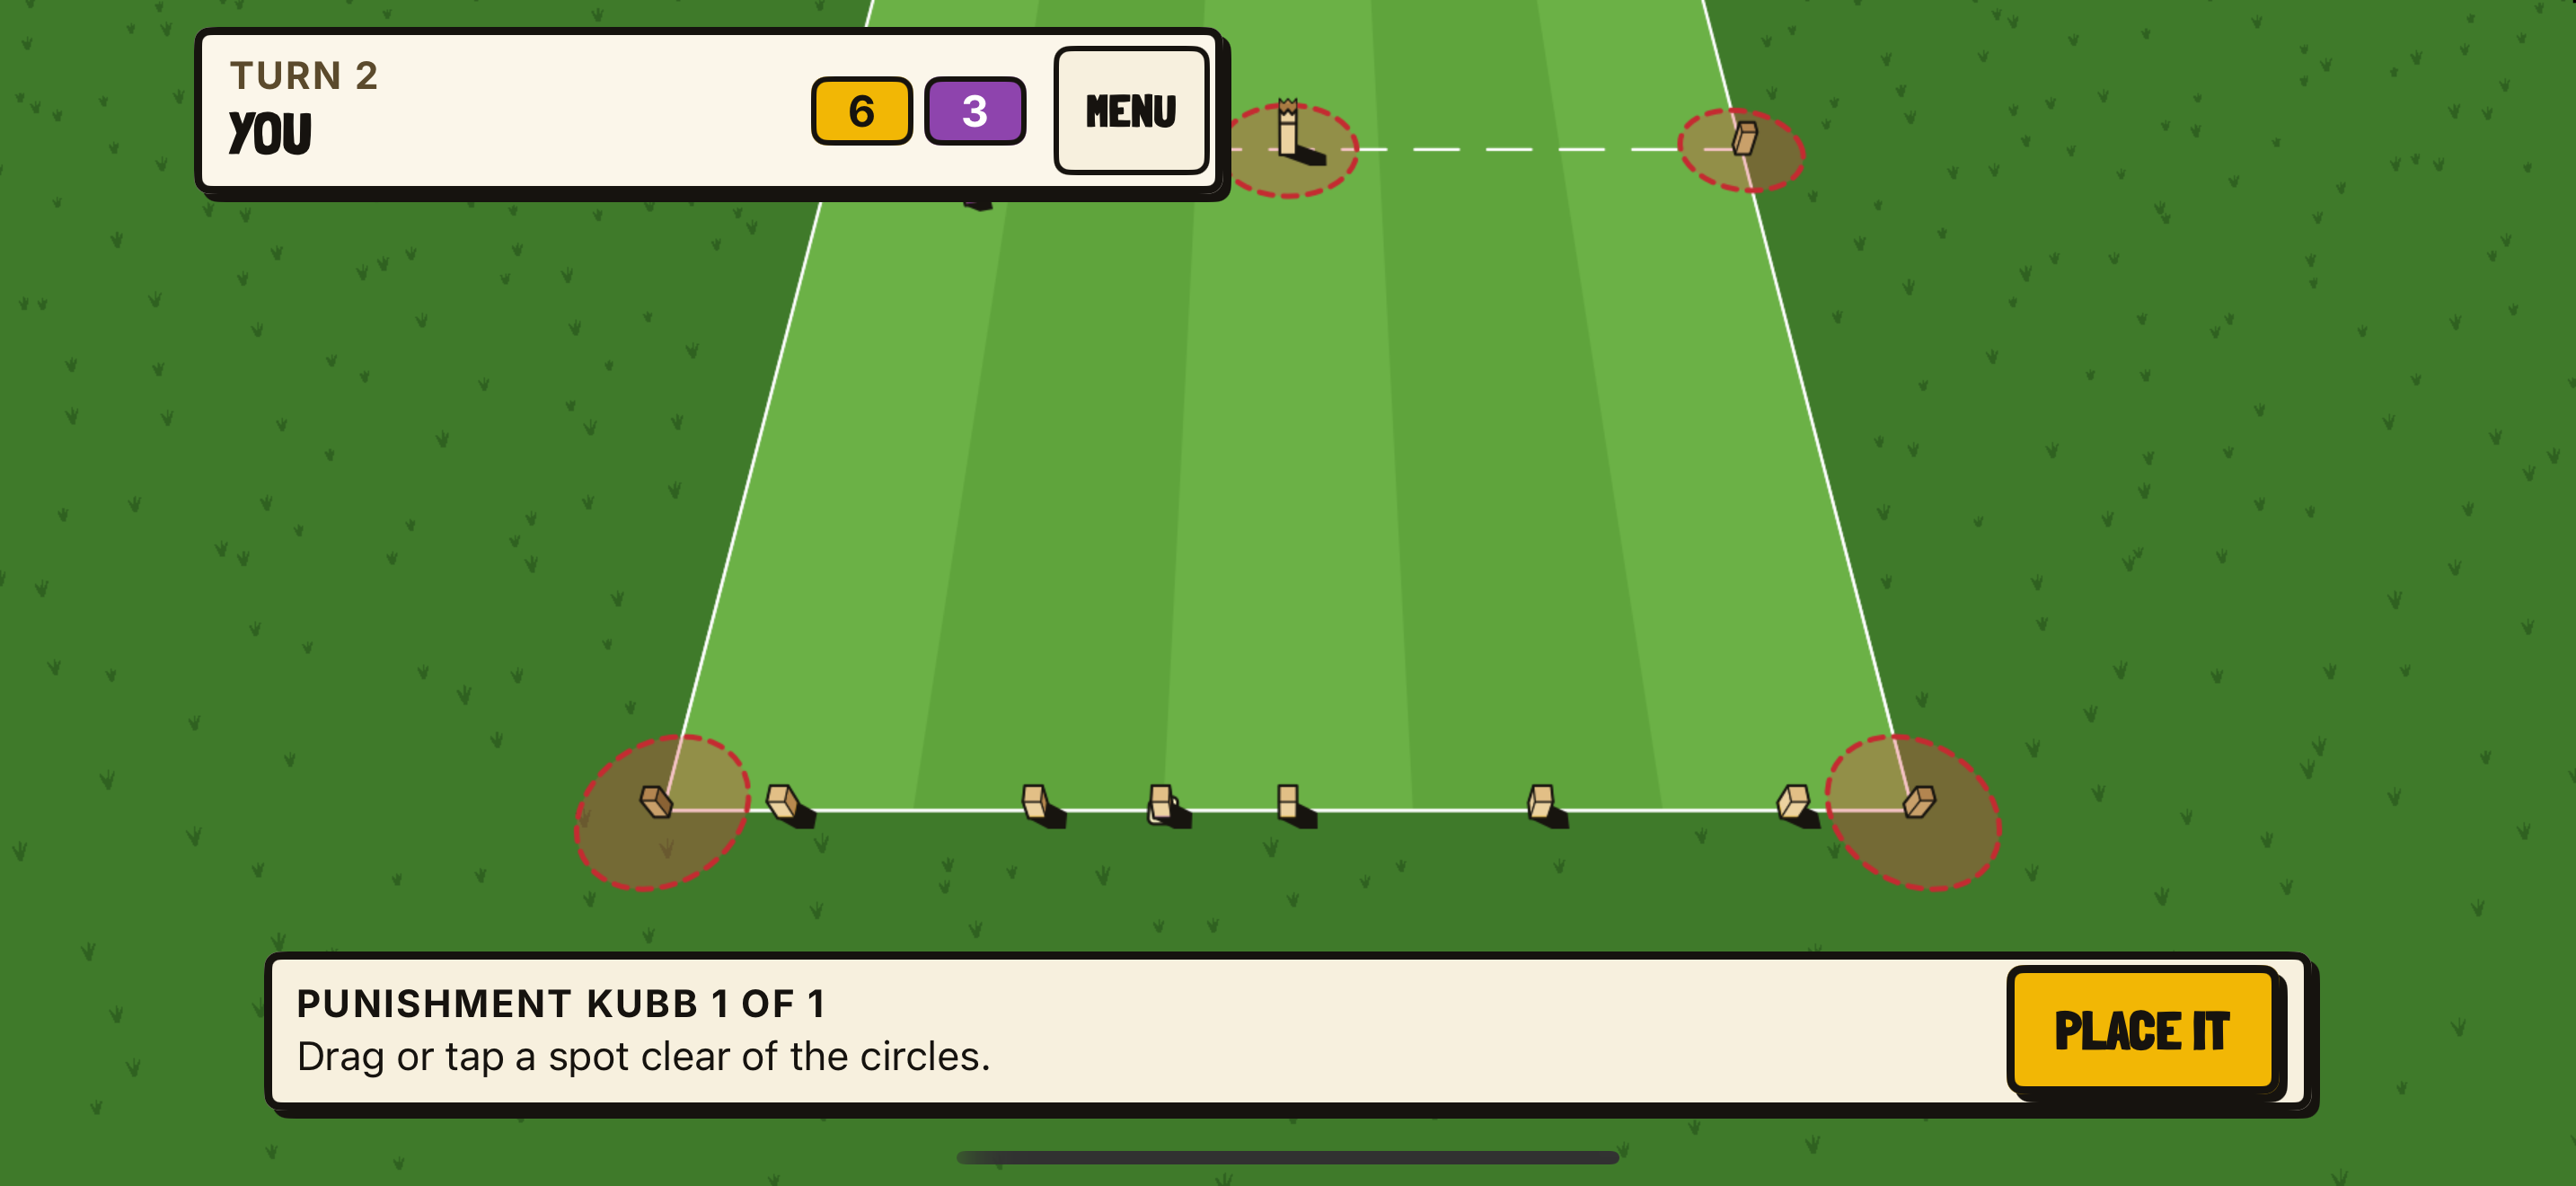 TURN 2
YOU
6 3
MENU
PUNISHMENT KUBB 1 OF 1
Drag or tap a spot clear of the circles.
PLACE IT